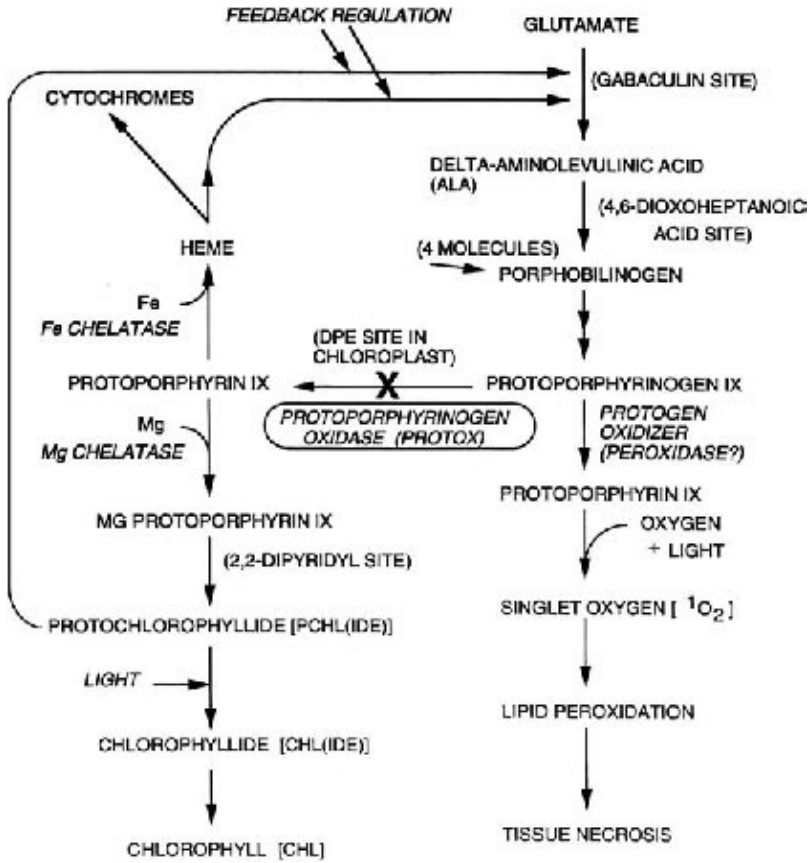 FEEDBACK REGULATION
GLUTAMATE
(GABACULIN SITE)
CYTOCHROMES
DELTA-AMINOLEVULINIC ACID
(ALA)
(4,6-DIOXOHEPTANOIC
ACID SITE)
(4 MOLECULES)
PORPHOBILINOGEN
HEME
Fe
Fe CHELATASE
(DPE SITE IN
CHLOROPLAST)
PROTOPORPHYRIN IX
X
PROTOPORPHYRINOGEN IX
PROTOPORPHYRINOGEN
OXIDASE (PROTOX)
PROTOGEN
OXIDIZER
(PEROXIDASE?)
Mg
Mg CHELATASE
PROTOPORPHYRIN IX
MG PROTOPORPHYRIN IX
OXYGEN
+ LIGHT
(2,2-DIPYRIDYL SITE)
SINGLET OXYGEN [ ¹O₂ ]
PROTOCHLOROPHYLLIDE [PCHL(IDE)]
LIGHT
LIPID PEROXIDATION
CHLOROPHYLLIDE [CHL(IDE)]
CHLOROPHYLL [CHL]
TISSUE NECROSIS